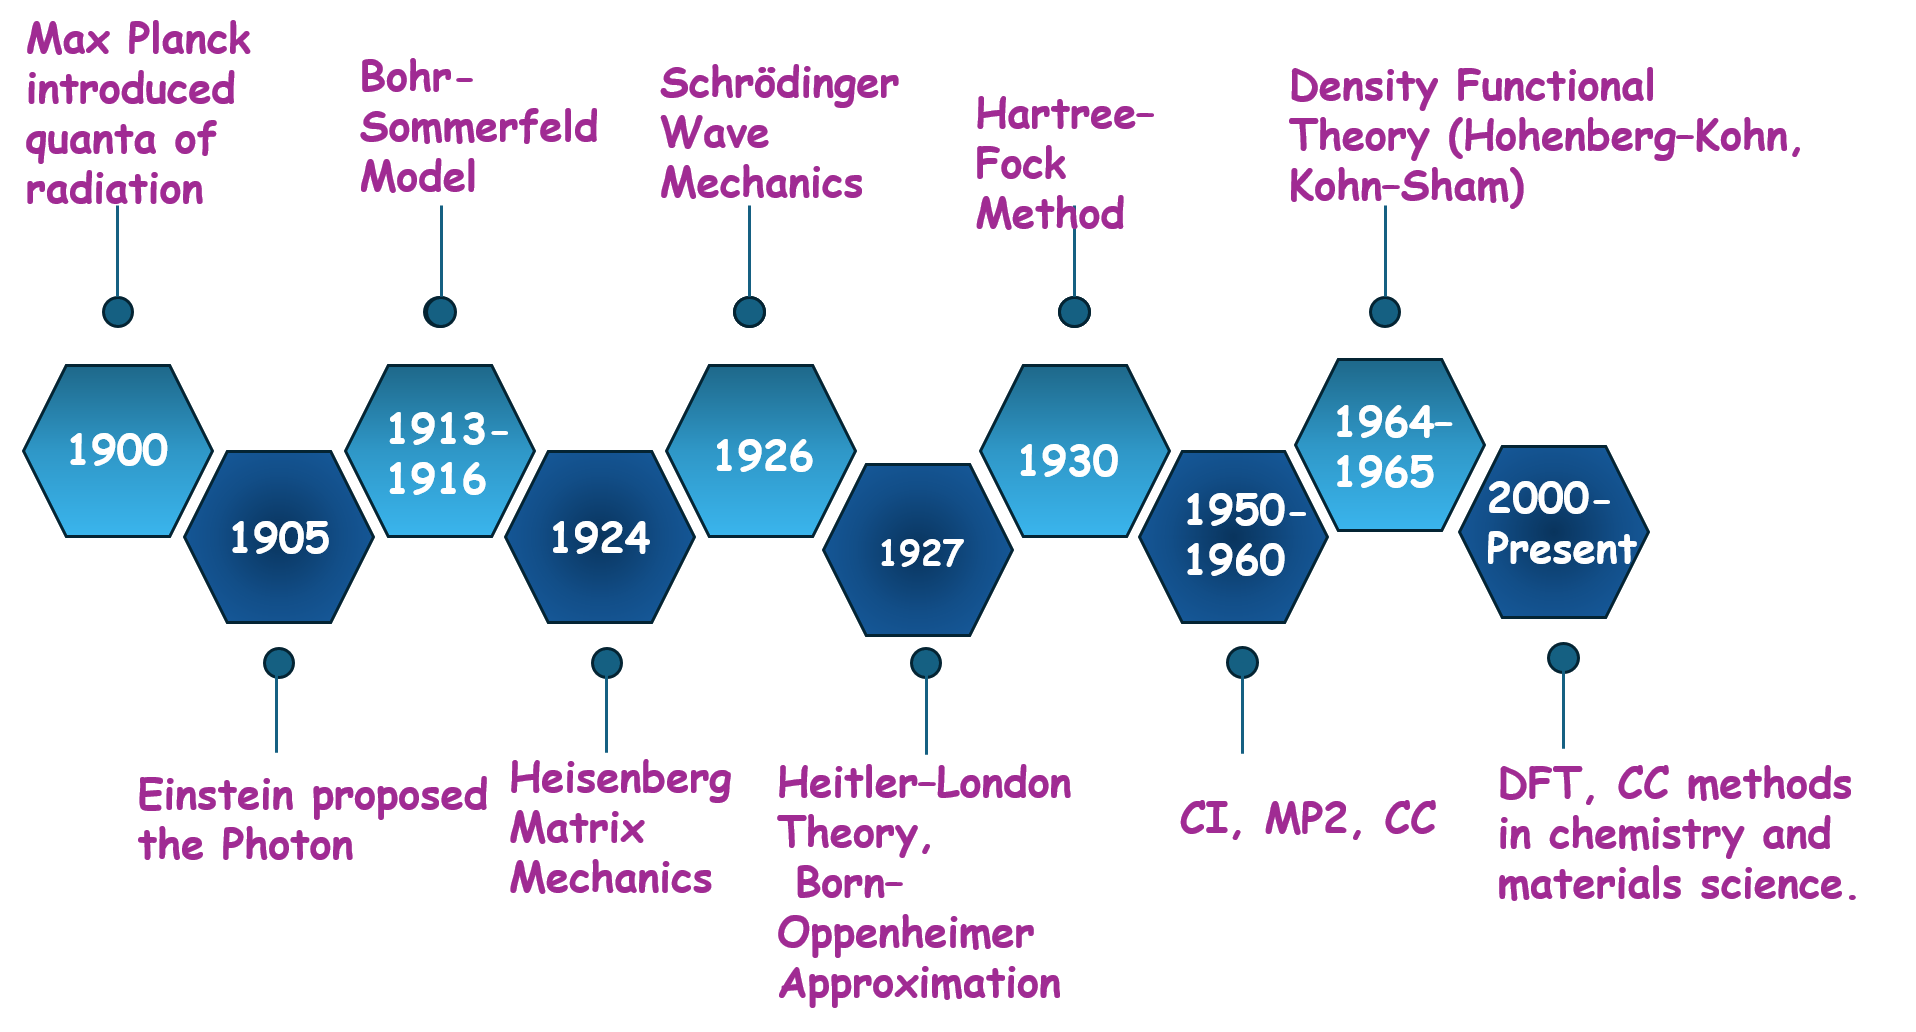 Max Planck
introduced
quanta of
radiation
Bohr-
Sommerfeld
Model
Schrödinger
Wave
Mechanics
Hartree–
Fock
Method
Density Functional
Theory (Hohenberg–Kohn,
Kohn–Sham)
1900
1905
1913-
1916
1924
1926
1927
1930
1950-
1960
1964–
1965
2000-
Present
Einstein proposed
the Photon
Heisenberg
Matrix
Mechanics
Heitler–London
Theory,
Born–
Oppenheimer
Approximation
CI, MP2, CC
DFT, CC methods
in chemistry and
materials science.